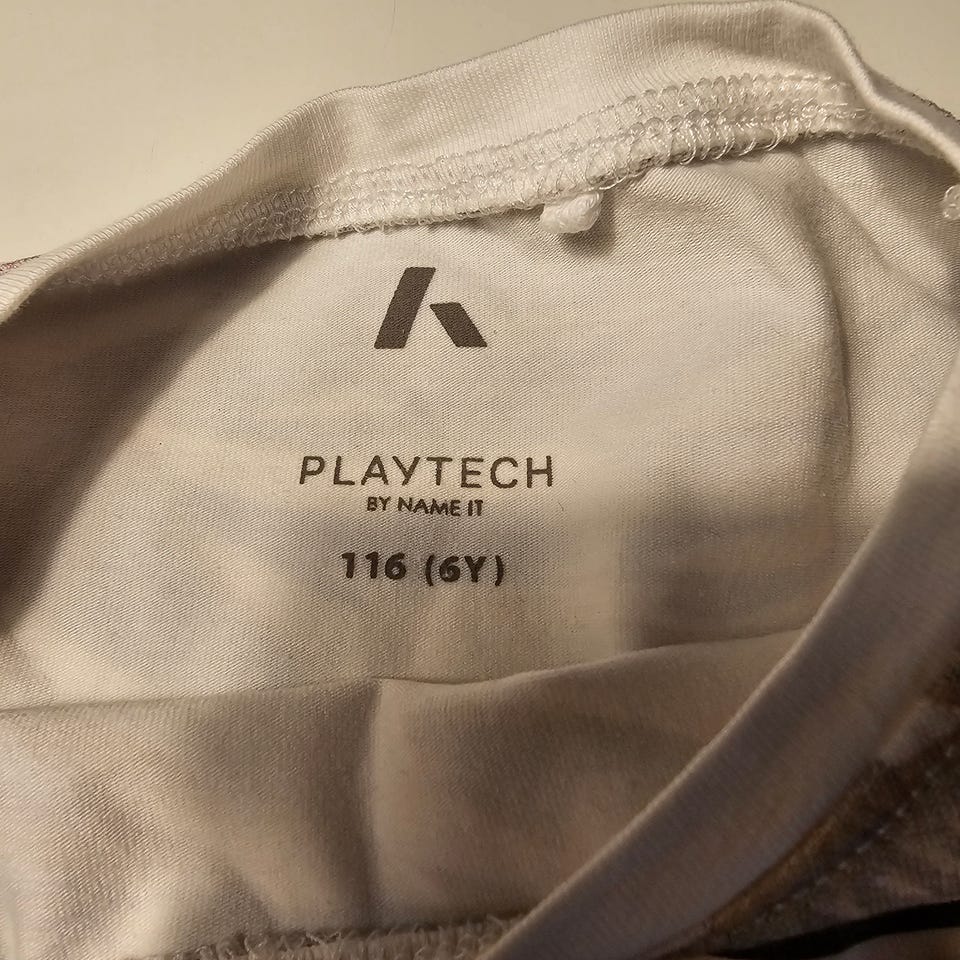 PLAYTECH
BY NAME IT
116 (6Y)